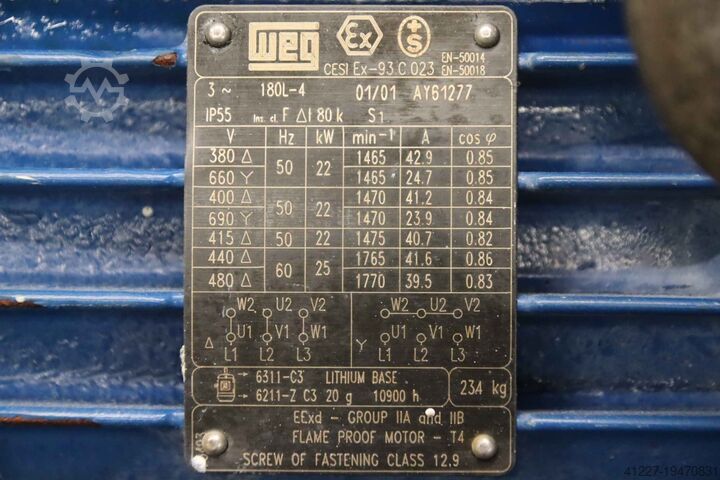 WEG Ex S
CESI Ex-93 C 023 EN-50014 EN-50018
3 ~ 180L-4 01/01 AY61277
IP55 Ins. cl. F Δt 80 k S1
V Hz kW min-1 A cos φ
380 Δ 50 22 1465 42.9 0.85
660 Y 1465 24.7 0.85
400 Δ 50 22 1470 41.2 0.84
690 Y 1470 23.9 0.84
415 Δ 50 22 1475 40.7 0.82
440 Δ 60 25 1765 41.6 0.86
480 Δ 1770 39.5 0.83
W2 U2 V2 W2 U2 V2
U1 V1 W1 U1 V1 W1
Δ L1 L2 L3 Y L1 L2 L3
6311-C3 LITHIUM BASE
6211-Z C3 20 g 10900 h
234 kg
EExd - GROUP IIA and IIB
FLAME PROOF MOTOR - T4
SCREW OF FASTENING CLASS 12.9
41227-19470831